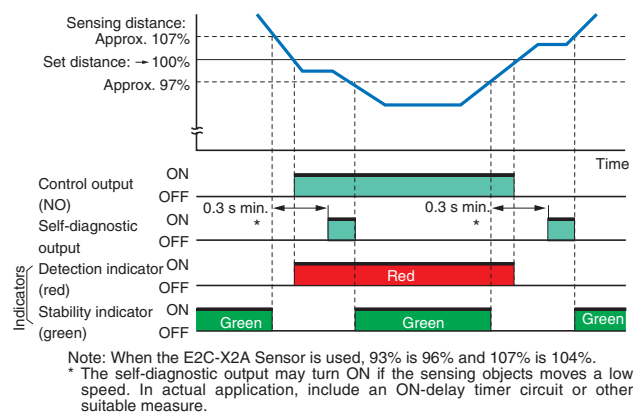 Sensing distance:
Approx. 107%
Set distance: → 100%
Approx. 97%
Time
Control output (NO)
ON
OFF
0.3 s min.
*
0.3 s min.
*
Self-diagnostic output
ON
OFF
Indicators
Detection indicator (red)
ON
OFF
Red
Stability indicator (green)
ON
OFF
Green
Green
Green
Note: When the E2C-X2A Sensor is used, 93% is 96% and 107% is 104%.
* The self-diagnostic output may turn ON if the sensing objects moves a low
speed. In actual application, include an ON-delay timer circuit or other
suitable measure.